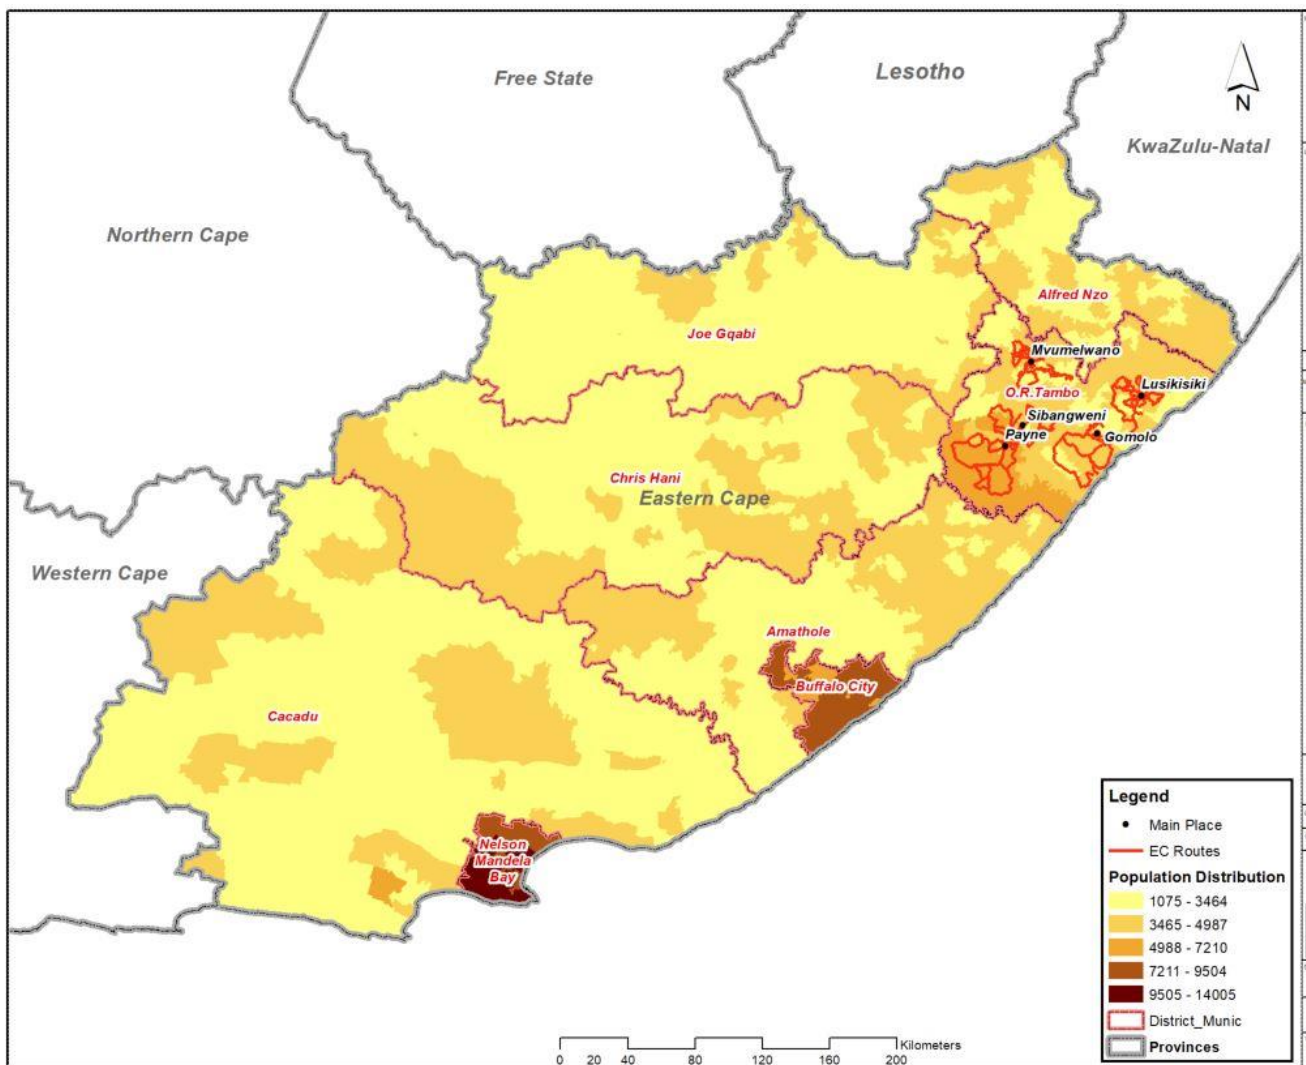 Free State
Lesotho
N
KwaZulu-Natal
Northern Cape
Alfred Nzo
Joe Gqabi
Mvumelwano
O.R.Tambo
Lusikisiki
Sibangweni
Payne
Gomolo
Chris Hani
Eastern Cape
Western Cape
Amathole
Buffalo City
Cacadu
Nelson
Mandela
Bay
Legend
Main Place
EC Routes
Population Distribution
1075 - 3464
3465 - 4987
4988 - 7210
7211 - 9504
9505 - 14005
District_Munic
Provinces
Kilometers
0 20 40 80 120 160 200